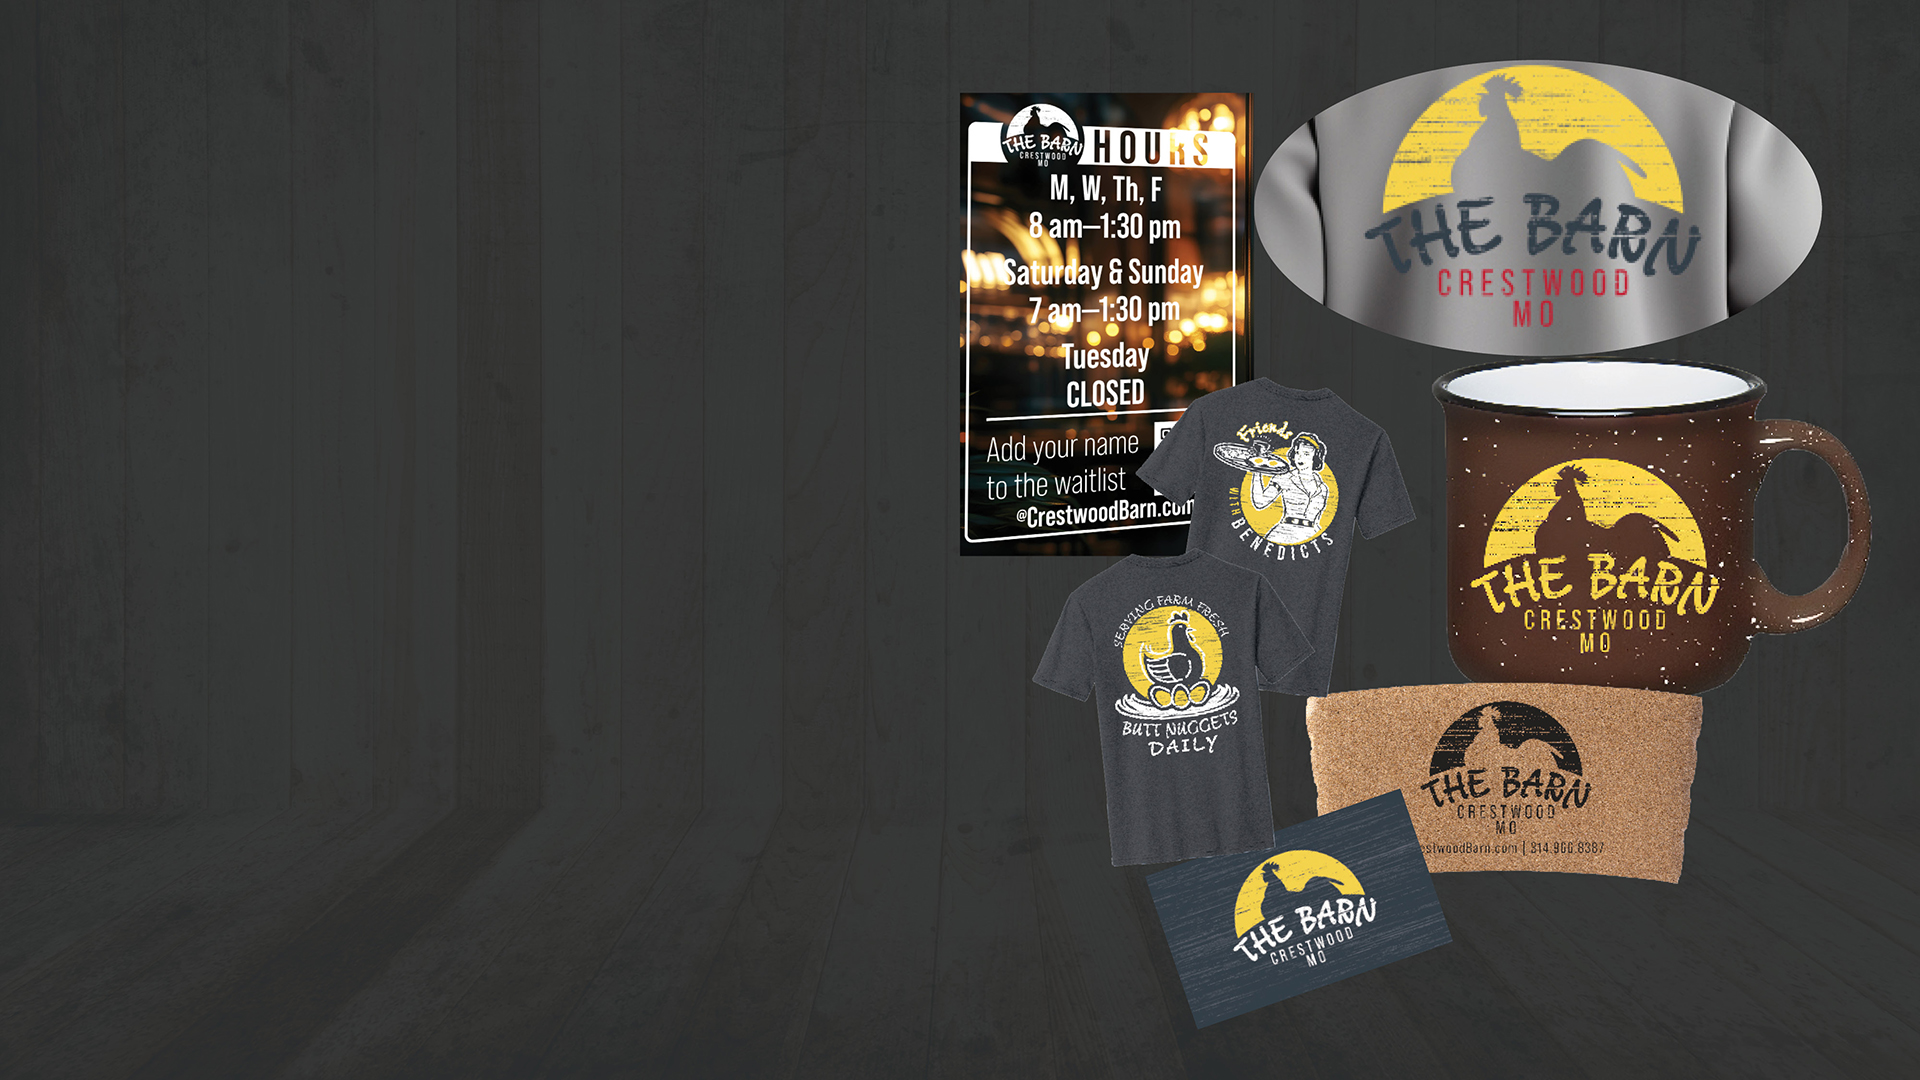 THE BARN
CRESTWOOD
MO
HOURS
M, W, Th, F
8 am–1:30 pm
Saturday & Sunday
7 am–1:30 pm
Tuesday
CLOSED
Add your name
to the waitlist
@CrestwoodBarn.com
THE BARN
CRESTWOOD
MO
Friends
WITH
BENEDICTS
THE BARN
CRESTWOOD
MO
SERVING FARM FRESH
BUTT NUGGETS
DAILY
THE BARN
CRESTWOOD
MO
stwoodBarn.com | 314.966.8387
THE BARN
CRESTWOOD
MO